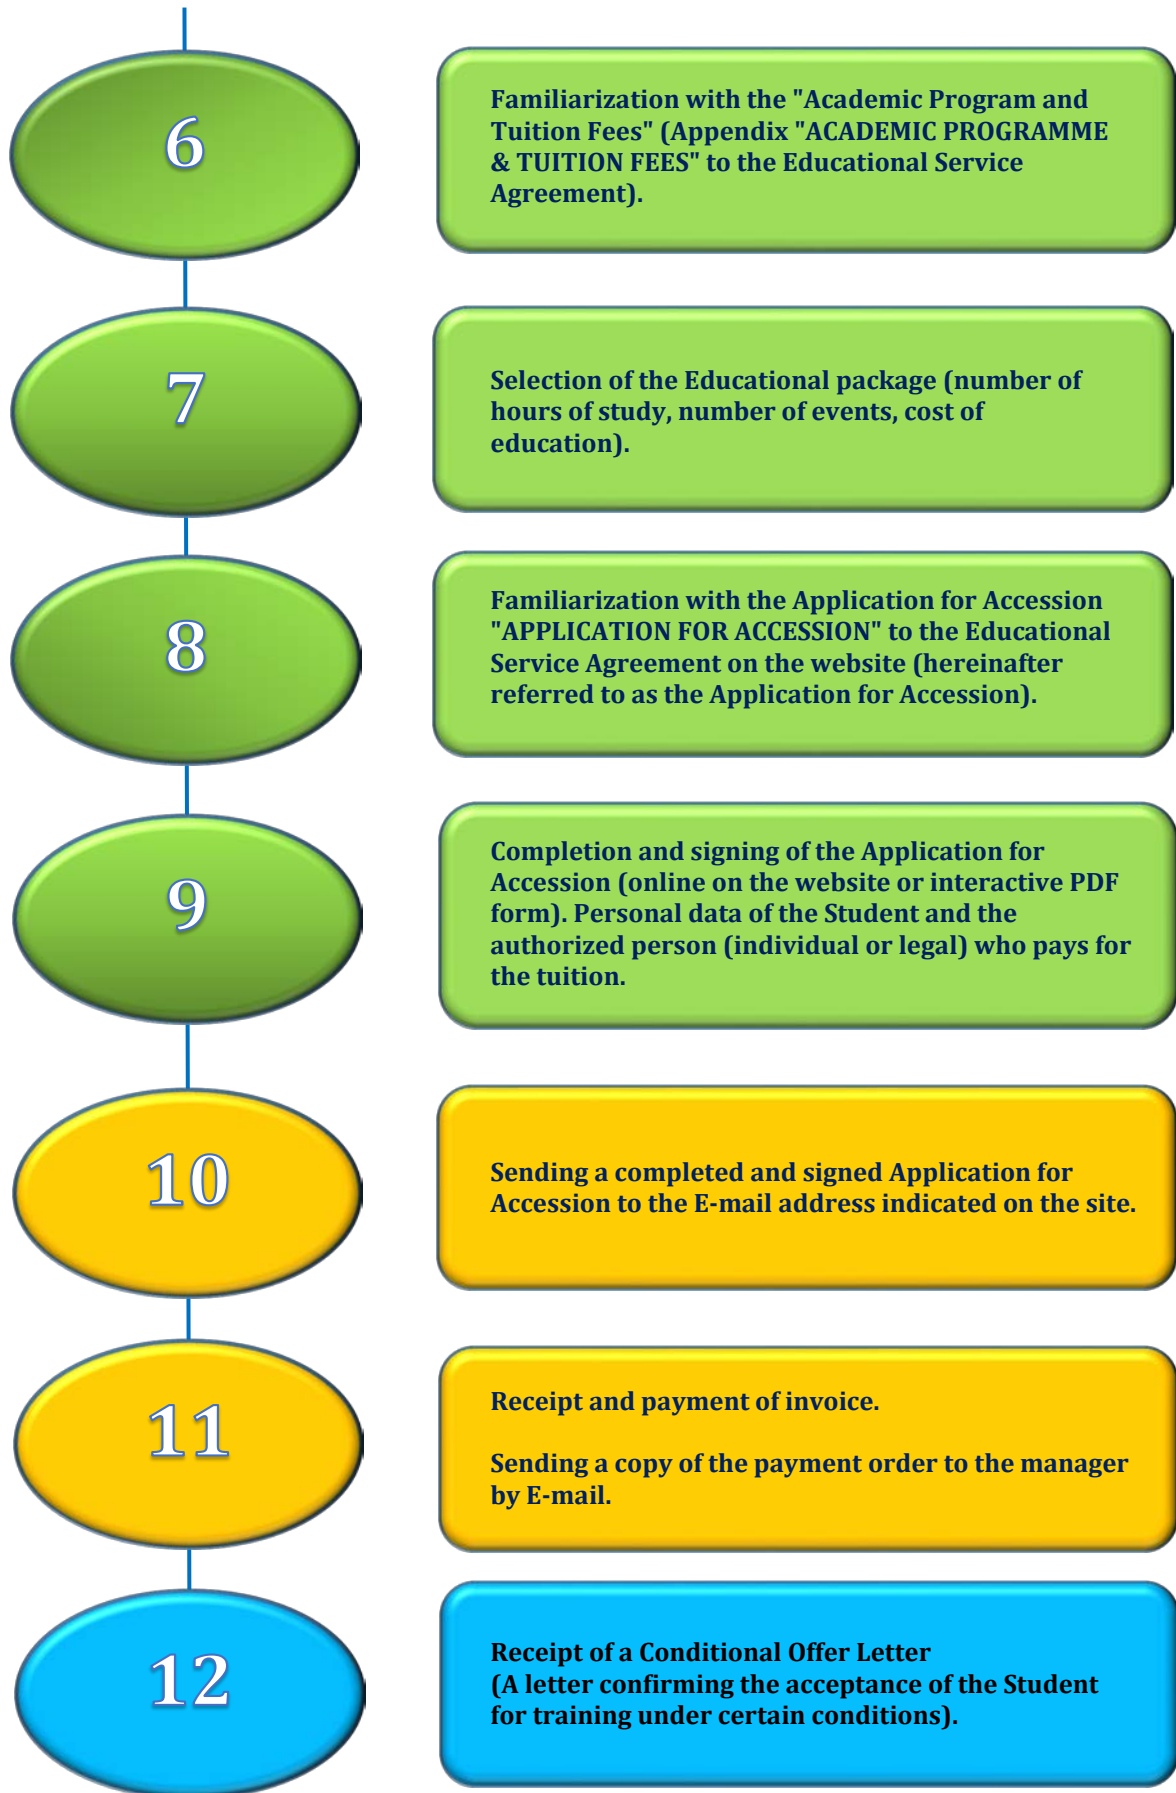 6
Familiarization with the "Academic Program and
Tuition Fees" (Appendix "ACADEMIC PROGRAMME
& TUITION FEES" to the Educational Service
Agreement).
7
Selection of the Educational package (number of
hours of study, number of events, cost of
education).
8
Familiarization with the Application for Accession
"APPLICATION FOR ACCESSION" to the Educational
Service Agreement on the website (hereinafter
referred to as the Application for Accession).
9
Completion and signing of the Application for
Accession (online on the website or interactive PDF
form). Personal data of the Student and the
authorized person (individual or legal) who pays for
the tuition.
10
Sending a completed and signed Application for
Accession to the E-mail address indicated on the site.
11
Receipt and payment of invoice.
Sending a copy of the payment order to the manager
by E-mail.
12
Receipt of a Conditional Offer Letter
(A letter confirming the acceptance of the Student
for training under certain conditions).